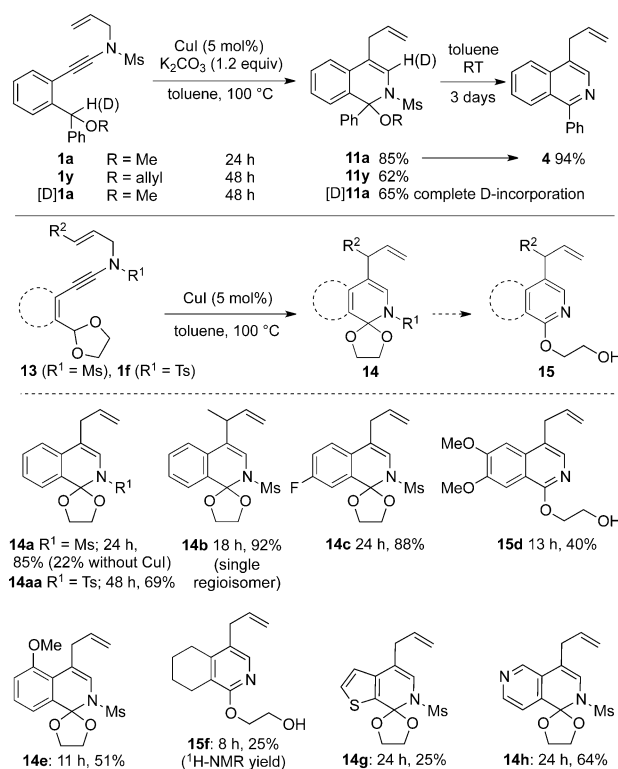 N Ms
H(D)
Ph OR
CuI (5 mol%)
K2CO3 (1.2 equiv)
toluene, 100 °C
H(D)
N Ms
Ph OR
toluene
RT
3 days
N
Ph
1a R = Me 24 h 11a 85% 4 94%
1y R = allyl 48 h 11y 62%
[D]1a R = Me 48 h [D]11a 65% complete D-incorporation
R2
N R1
O O
CuI (5 mol%)
toluene, 100 °C
R2
N R1
O O
R2
N
O OH
13 (R1 = Ms), 1f (R1 = Ts) 14 15
N R1
O O
N Ms
O O
F N Ms
O O
MeO
MeO
N
O OH
14a R1 = Ms; 24 h,
85% (22% without CuI)
14aa R1 = Ts; 48 h, 69%
14b 18 h, 92%
(single
regioisomer)
14c 24 h, 88%
15d 13 h, 40%
OMe
N Ms
O O
N
O OH
S N Ms
O O
N N Ms
O O
14e: 11 h, 51%
15f: 8 h, 25%
(1H-NMR yield)
14g: 24 h, 25%
14h: 24 h, 64%